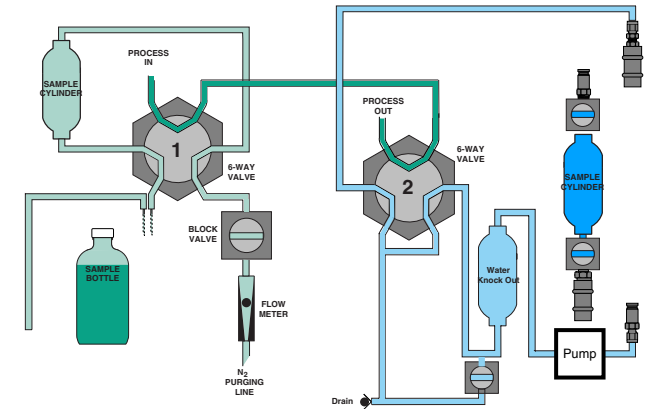 PROCESS
IN
SAMPLE
CYLINDER
1
6-WAY
VALVE
PROCESS
OUT
6-WAY
VALVE
2
SAMPLE
CYLINDER
BLOCK
VALVE
SAMPLE
BOTTLE
Water
Knock Out
FLOW
METER
Pump
N2
PURGING
LINE
Drain